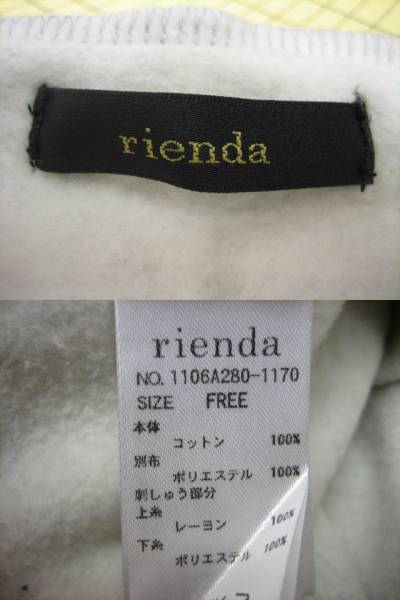 rienda
rienda
NO. 1106A280-1170
SIZE FREE
本体
コットン 100%
別布
ポリエステル 100%
刺しゅう部分
上糸
レーヨン 100%
下糸
ポリエステル 100%